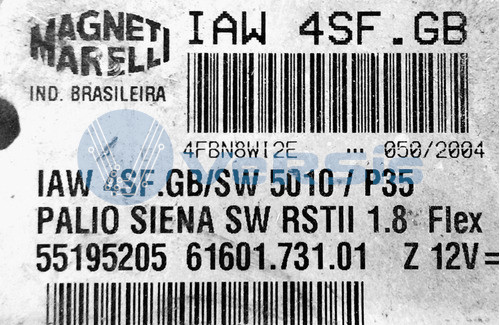 MAGNETI
MARELLI
IND. BRASILEIRA
IAW 4SF.GB
4FBN8WI2E ... 050/2004
IAW 4SF.GB/SW 5010 / P35
PALIO SIENA SW RSTII 1.8 Flex
55195205 61601.731.01 Z 12V=